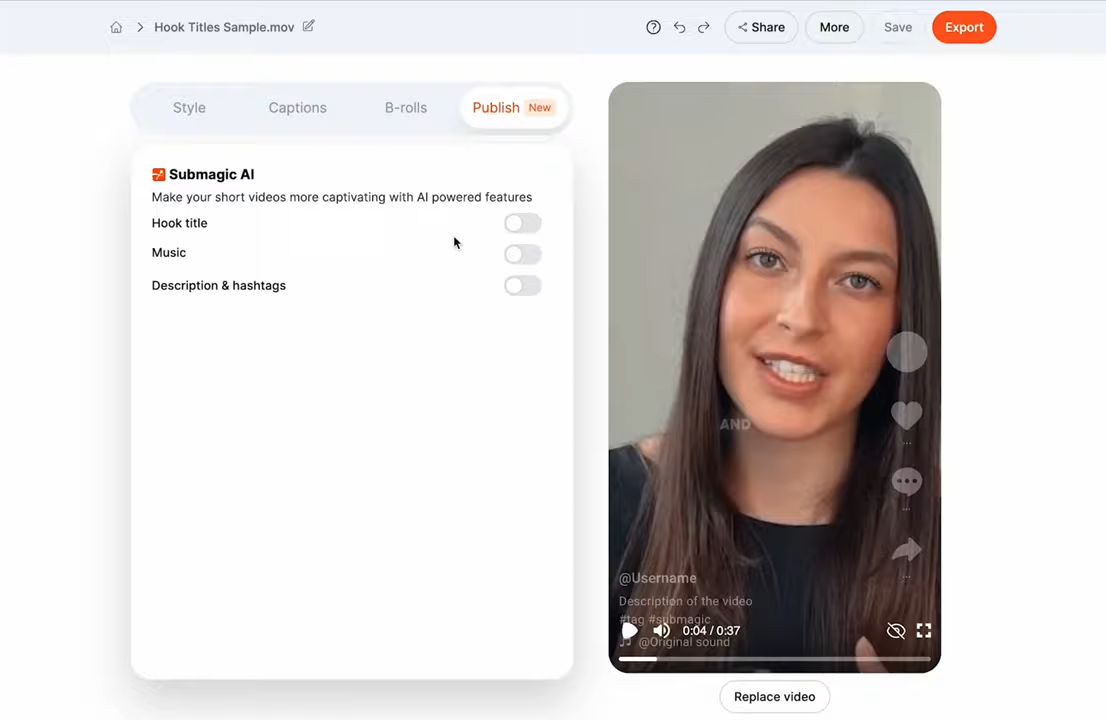 Hook Titles Sample.mov
Share
More
Save
Export
Style
Captions
B-rolls
Publish New
Submagic AI
Make your short videos more captivating with AI powered features
Hook title
Music
Description & hashtags
AND
@Username
Description of the video
#tag #submagic
0:04 / 0:37
@Original sound
Replace video